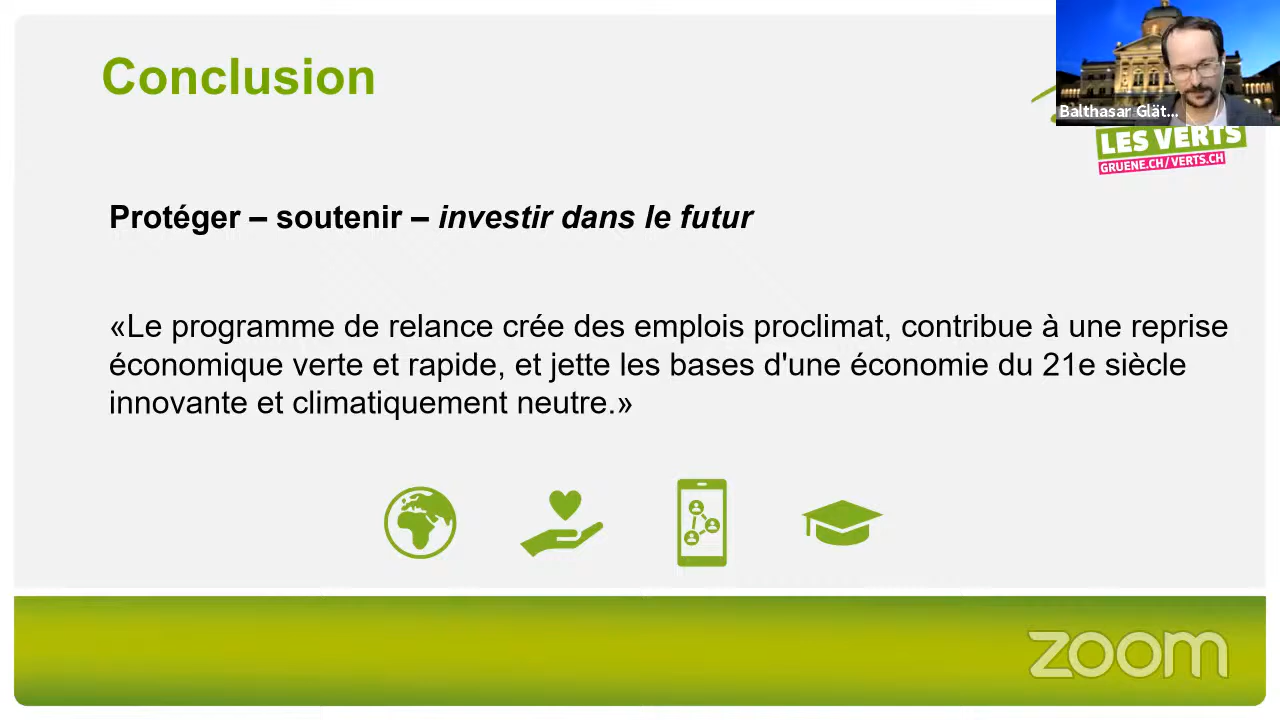 Conclusion
Balthasar Glät...
LES VERTS
GRUENE.CH/VERTS.CH
Protéger – soutenir – investir dans le futur
«Le programme de relance crée des emplois proclimat, contribue à une reprise
économique verte et rapide, et jette les bases d'une économie du 21e siècle
innovante et climatiquement neutre.»
zoom